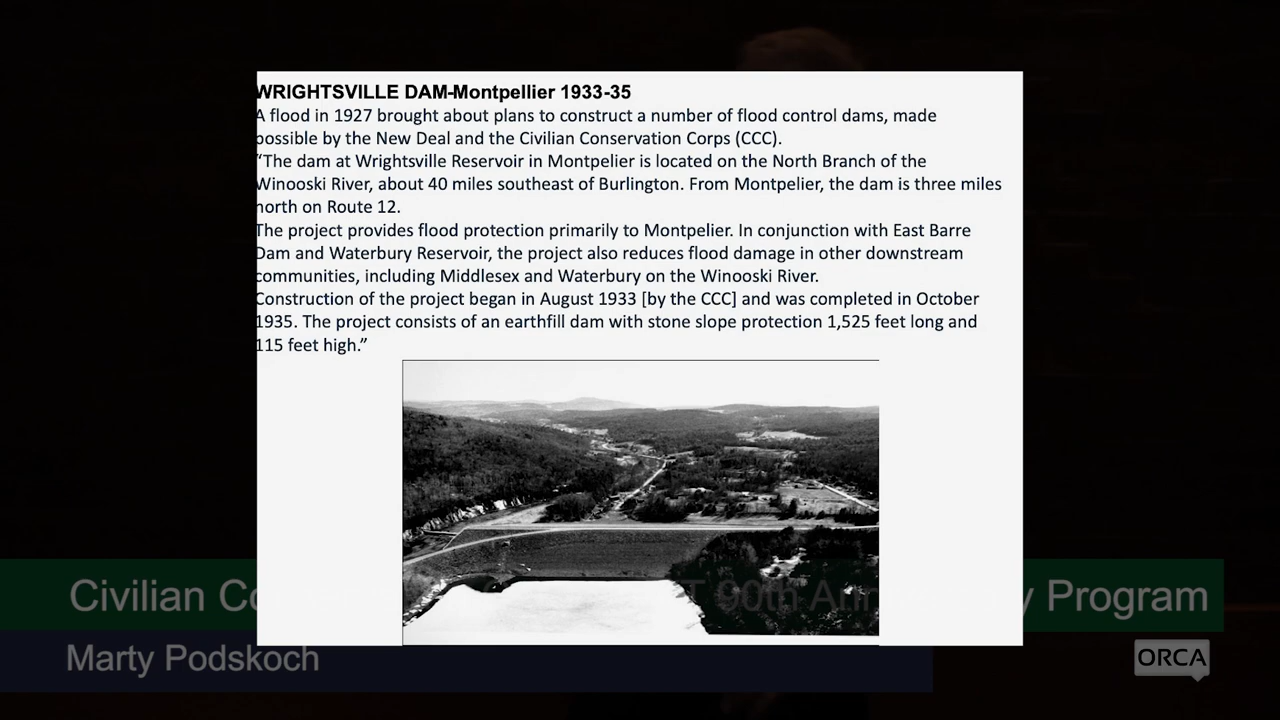 WRIGHTSVILLE DAM-Montpellier 1933-35
A flood in 1927 brought about plans to construct a number of flood control dams, made
possible by the New Deal and the Civilian Conservation Corps (CCC).
“The dam at Wrightsville Reservoir in Montpelier is located on the North Branch of the
Winooski River, about 40 miles southeast of Burlington. From Montpelier, the dam is three miles
north on Route 12.
The project provides flood protection primarily to Montpelier. In conjunction with East Barre
Dam and Waterbury Reservoir, the project also reduces flood damage in other downstream
communities, including Middlesex and Waterbury on the Winooski River.
Construction of the project began in August 1933 [by the CCC] and was completed in October
1935. The project consists of an earthfill dam with stone slope protection 1,525 feet long and
115 feet high.”
Civilian 90th Program
Marty Podskoch
ORCA